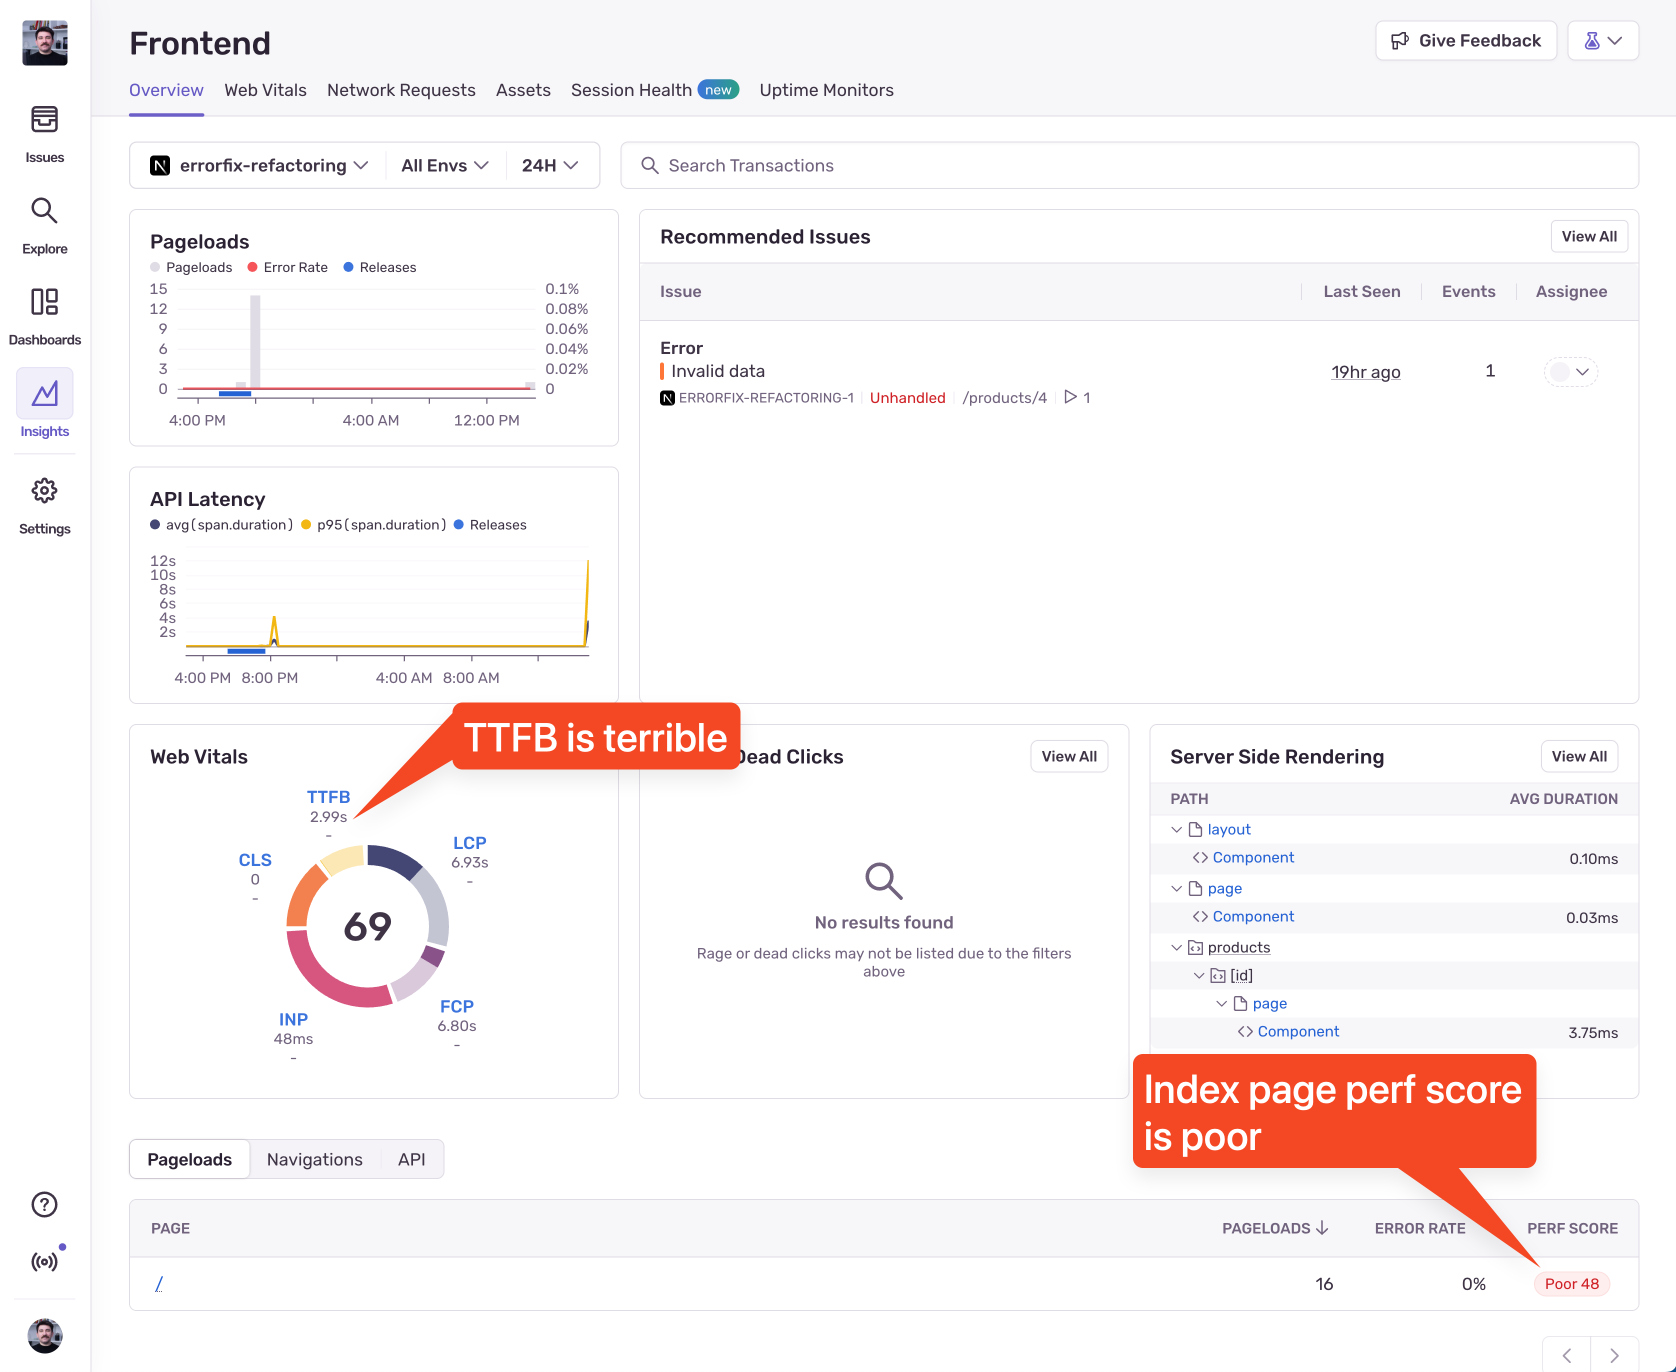 Frontend
Give Feedback
Overview Web Vitals Network Requests Assets Session Health new Uptime Monitors
Issues
Explore
Dashboards
Insights
Settings
errorfix-refactoring All Envs 24H
Search Transactions
Pageloads
Pageloads Error Rate Releases
15 0.1%
12 0.08%
9 0.06%
6 0.04%
3 0.02%
0 0
4:00 PM 4:00 AM 12:00 PM
Recommended Issues View All
Issue Last Seen Events Assignee
Error
Invalid data
19hr ago 1
ERRORFIX-REFACTORING-1 Unhandled /products/4 1
API Latency
avg(span.duration) p95(span.duration) Releases
12s
10s
8s
6s
4s
2s
4:00 PM 8:00 PM 4:00 AM 8:00 AM
TTFB is terrible
Web Vitals
TTFB
2.99s
-
LCP
6.93s
-
CLS
0
-
69
FCP
6.80s
-
INP
48ms
-
Dead Clicks View All
No results found
Rage or dead clicks may not be listed due to the filters
above
Server Side Rendering View All
PATH AVG DURATION
layout
Component 0.10ms
page
Component 0.03ms
products
[id]
page
Component 3.75ms
Index page perf score
is poor
Pageloads Navigations API
PAGE PAGELOADS ERROR RATE PERF SCORE
/ 16 0% Poor 48